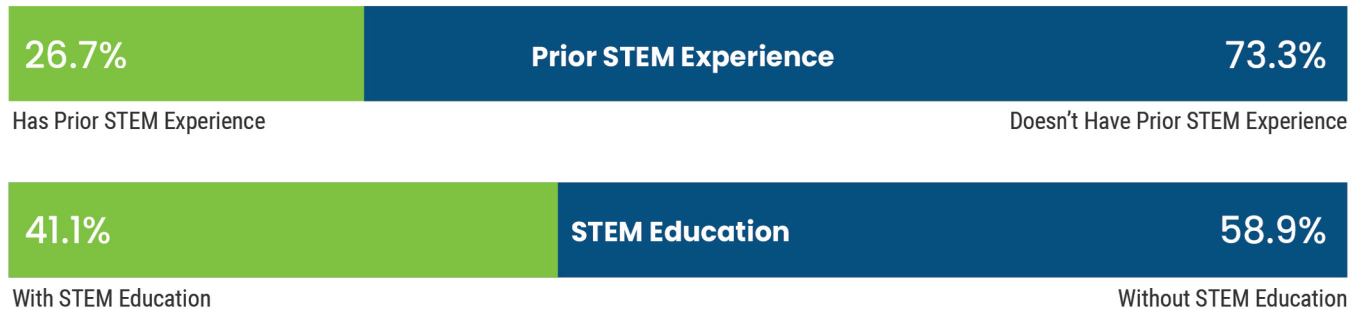 26.7% Prior STEM Experience 73.3%
Has Prior STEM Experience Doesn’t Have Prior STEM Experience
41.1% STEM Education 58.9%
With STEM Education Without STEM Education